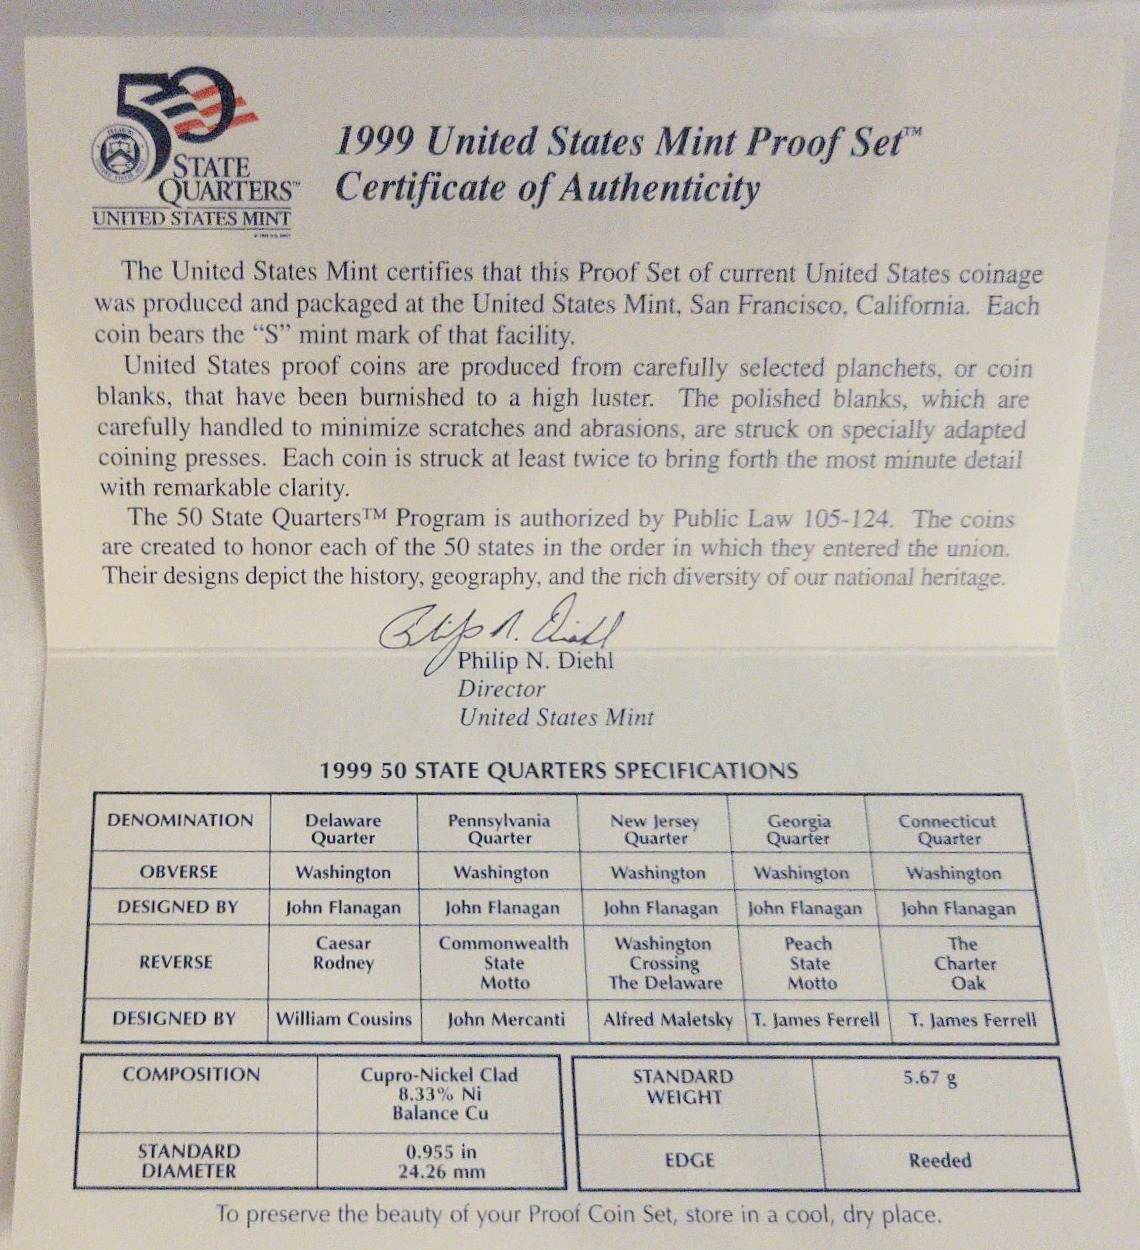 50
STATE
QUARTERS™
UNITED STATES MINT
1999 United States Mint Proof Set™
Certificate of Authenticity
The United States Mint certifies that this Proof Set of current United States coinage
was produced and packaged at the United States Mint, San Francisco, California. Each
coin bears the “S” mint mark of that facility.
United States proof coins are produced from carefully selected planchets, or coin
blanks, that have been burnished to a high luster. The polished blanks, which are
carefully handled to minimize scratches and abrasions, are struck on specially adapted
coining presses. Each coin is struck at least twice to bring forth the most minute detail
with remarkable clarity.
The 50 State Quarters™ Program is authorized by Public Law 105-124. The coins
are created to honor each of the 50 states in the order in which they entered the union.
Their designs depict the history, geography, and the rich diversity of our national heritage.
Philip N. Diehl
Philip N. Diehl
Director
United States Mint
1999 50 STATE QUARTERS SPECIFICATIONS
DENOMINATION Delaware Quarter Pennsylvania Quarter New Jersey Quarter Georgia Quarter Connecticut Quarter
OBVERSE Washington Washington Washington Washington Washington
DESIGNED BY John Flanagan John Flanagan John Flanagan John Flanagan John Flanagan
REVERSE Caesar Rodney Commonwealth State Motto Washington Crossing The Delaware Peach State Motto The Charter Oak
DESIGNED BY William Cousins John Mercanti Alfred Maletsky T. James Ferrell T. James Ferrell
COMPOSITION Cupro-Nickel Clad 8.33% Ni Balance Cu STANDARD WEIGHT 5.67 g
STANDARD DIAMETER 0.955 in 24.26 mm EDGE Reeded
To preserve the beauty of your Proof Coin Set, store in a cool, dry place.